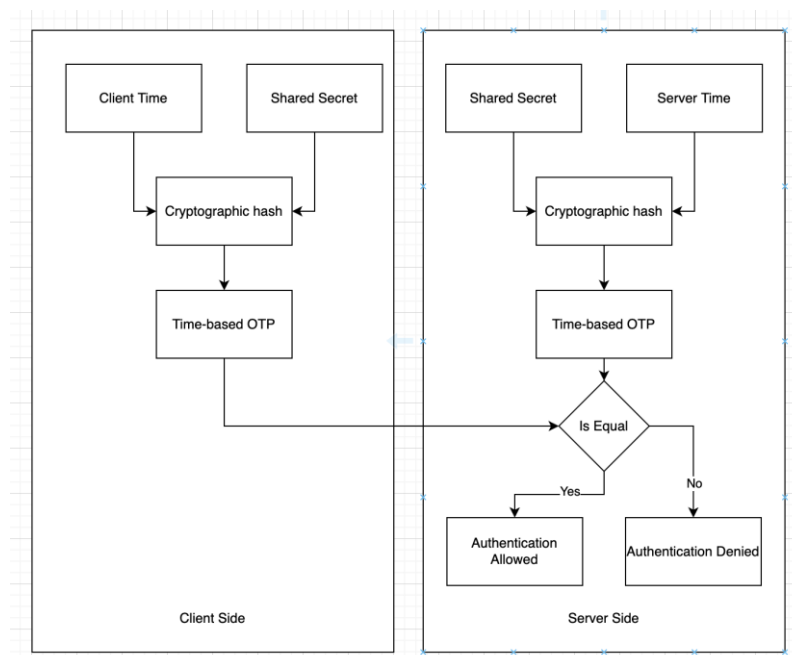 Client Time
Shared Secret
Cryptographic hash
Time-based OTP
Client Side
Shared Secret
Server Time
Cryptographic hash
Time-based OTP
Is Equal
Yes
No
Authentication
Allowed
Authentication Denied
Server Side